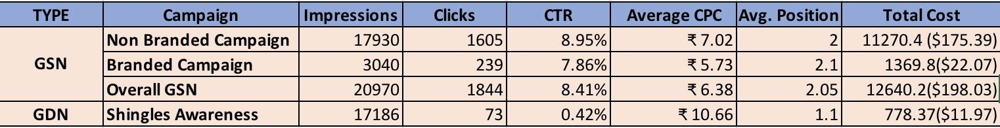 TYPE Campaign Impressions Clicks CTR Average CPC Avg. Position Total Cost
Non Branded Campaign 17930 1605 8.95% ₹ 7.02 2 11270.4 ($175.39)
GSN Branded Campaign 3040 239 7.86% ₹ 5.73 2.1 1369.8($22.07)
Overall GSN 20970 1844 8.41% ₹ 6.38 2.05 12640.2($198.03)
GDN Shingles Awareness 17186 73 0.42% ₹ 10.66 1.1 778.37($11.97)